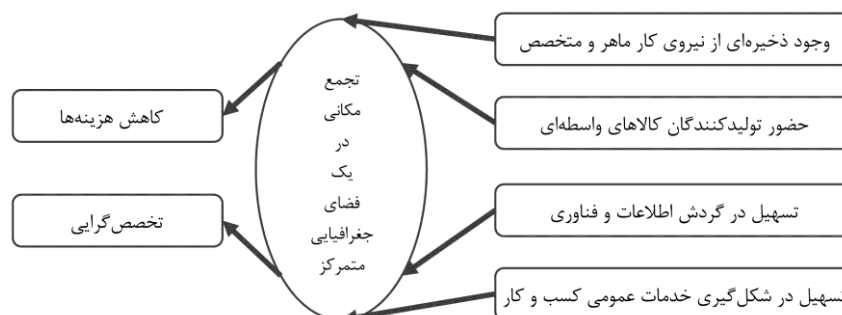 وجود ذخیره‌ای از نیروی کار ماهر و متخصص
حضور تولیدکنندگان کالاهای واسطه‌ای
تسهیل در گردش اطلاعات و فناوری
تسهیل در شکل‌گیری خدمات عمومی کسب و کار
تجمع
مکانی
در
یک
فضای
جغرافیایی
متمرکز
کاهش هزینه‌ها
تخصص‌گرایی